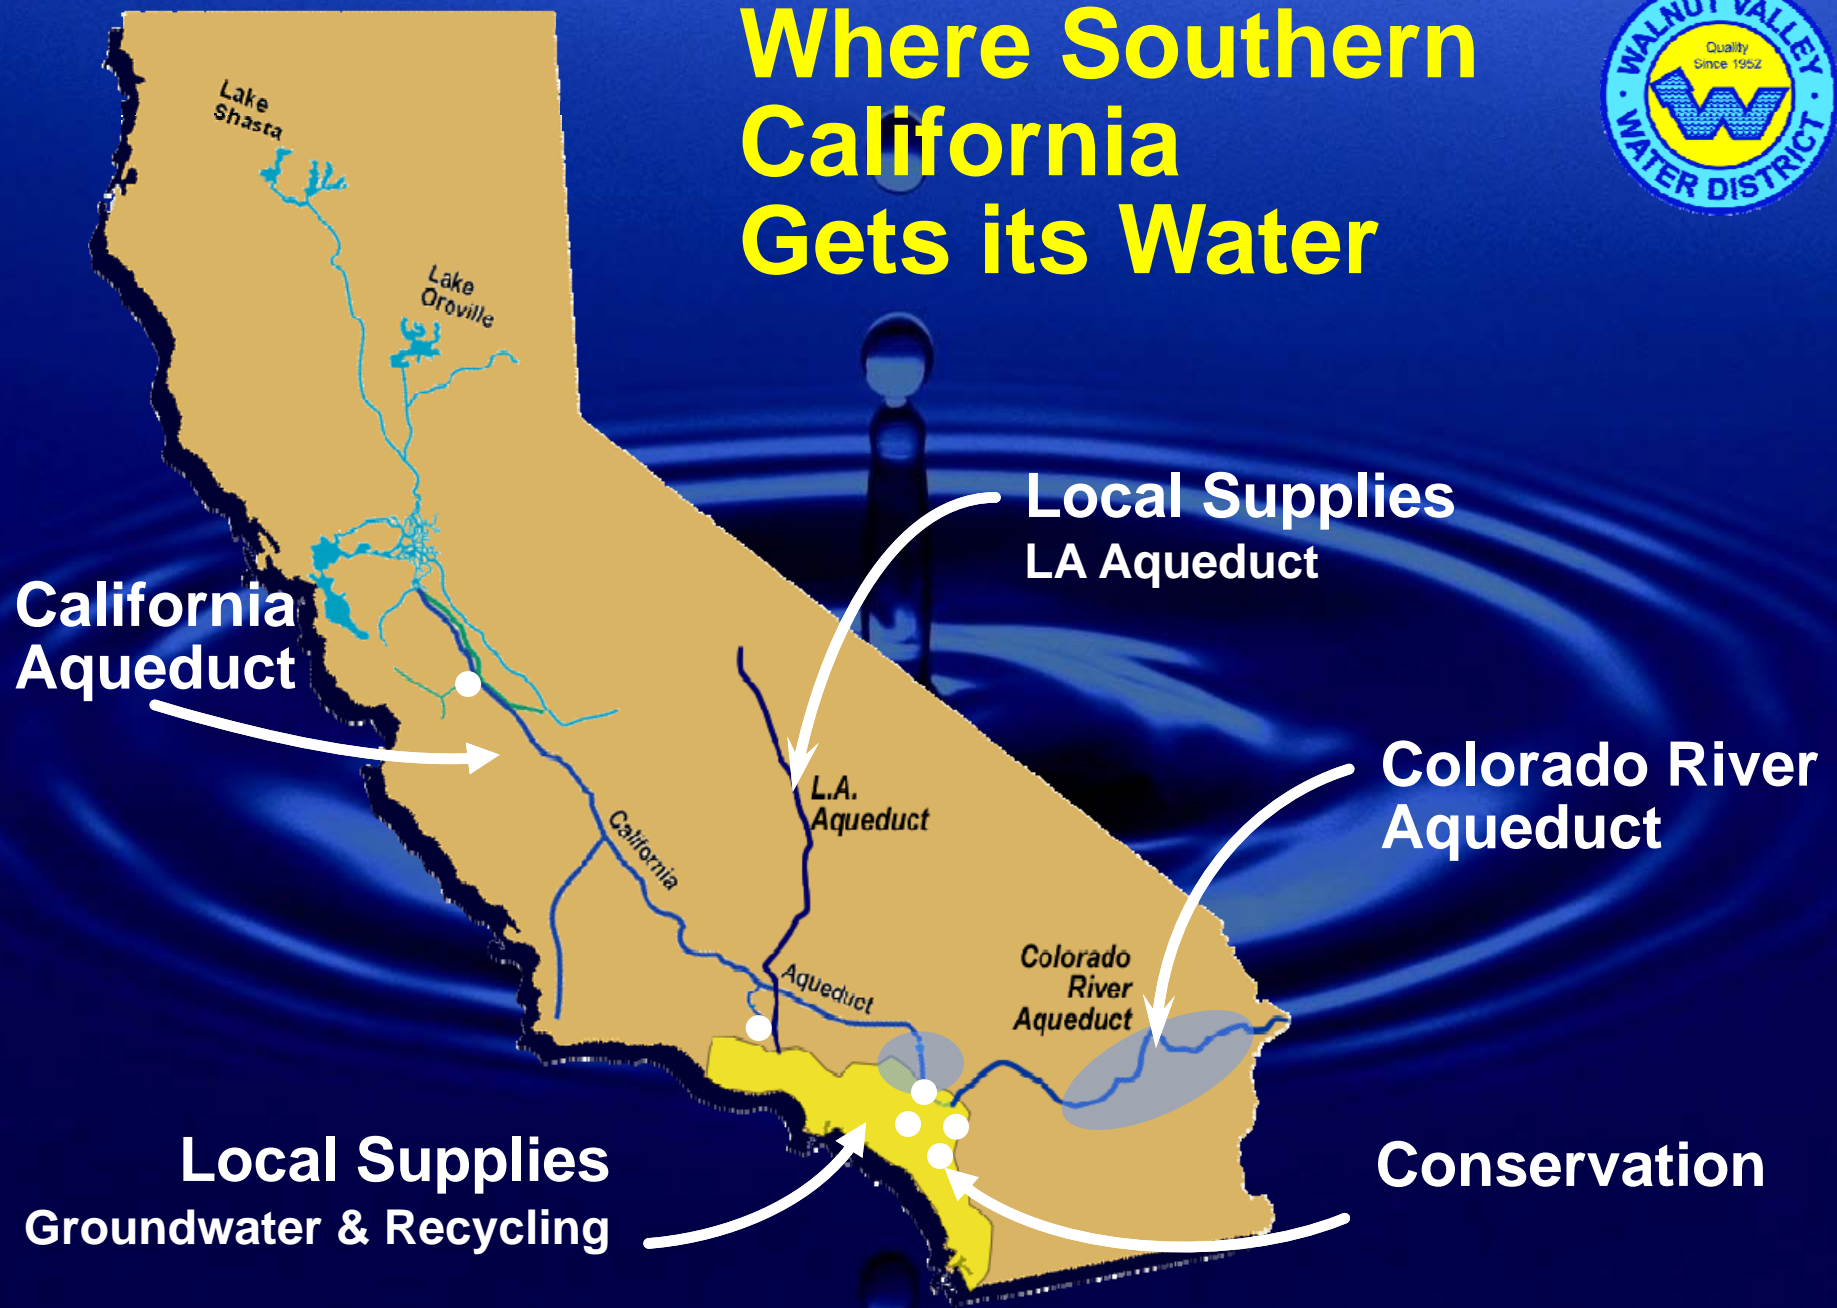 Where Southern
California
Gets its Water
WALNUT VALLEY
Quality
Since 1952
WATER DISTRICT
Lake
Shasta
Lake
Oroville
Local Supplies
LA Aqueduct
California
Aqueduct
Colorado River
Aqueduct
L.A.
Aqueduct
California
Aqueduct
Colorado
River
Aqueduct
Local Supplies
Groundwater & Recycling
Conservation